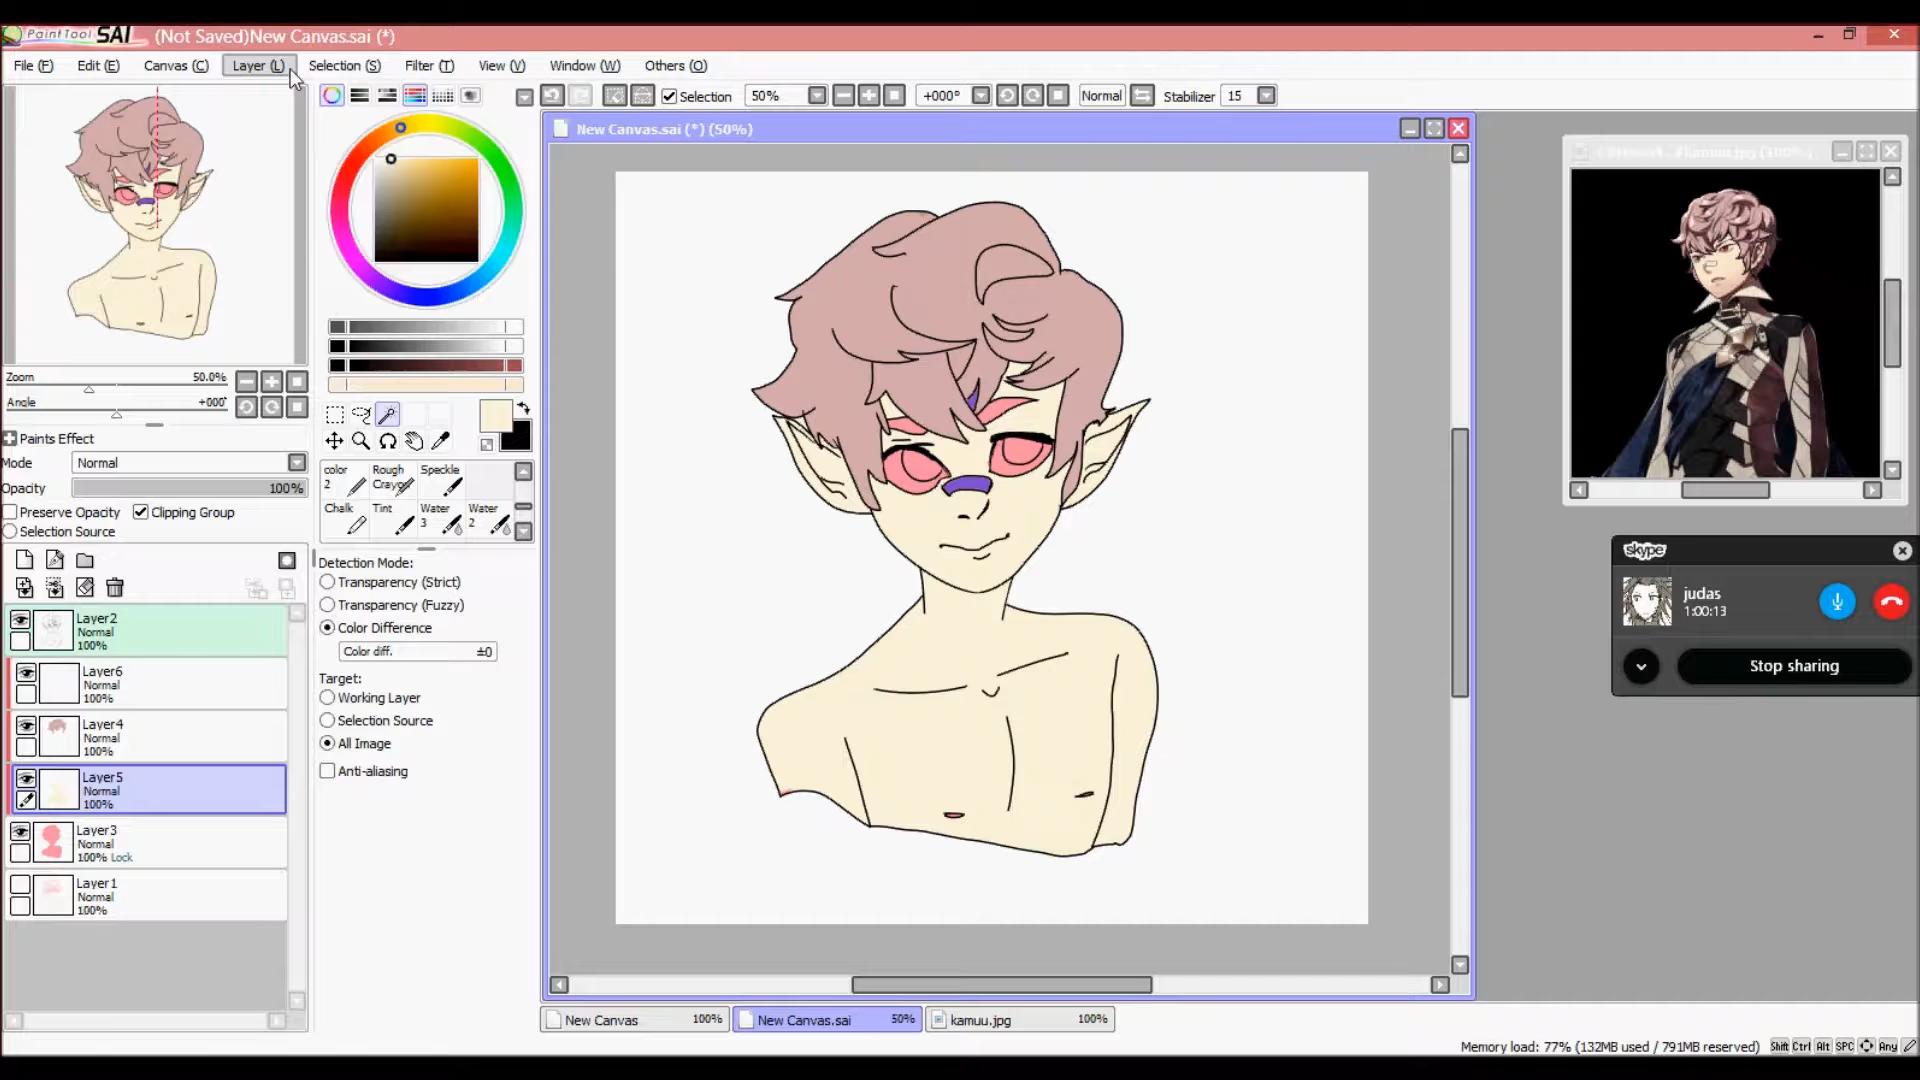 PaintTool SAI (Not Saved)New Canvas.sai (*)
File (F) Edit (E) Canvas (C) Layer (L) Selection (S) Filter (T) View (V) Window (W) Others (O)
Selection 50% +000° Normal Stabilizer 15
New Canvas.sai (*) (50%)
Zoom 50.0%
Angle +000°
Paints Effect
Mode Normal
Opacity 100%
Preserve Opacity Clipping Group
Selection Source
Layer2
Normal
100%
Layer6
Normal
100%
Layer4
Normal
100%
Layer5
Normal
100%
Layer3
Normal
100% Lock
Layer1
Normal
100%
color 2 Rough Crayon Speckle
Chalk Tint Water 3 Water 2
Detection Mode:
Transparency (Strict)
Transparency (Fuzzy)
Color Difference
Color diff. ±0
Target:
Working Layer
Selection Source
All Image
Anti-aliasing
kamuu.jpg (100%)
skype
judas
1:00:13
Stop sharing
New Canvas 100% New Canvas.sai 50% kamuu.jpg 100%
Memory load: 77% (132MB used / 791MB reserved) Shift Ctrl Alt SPC Any